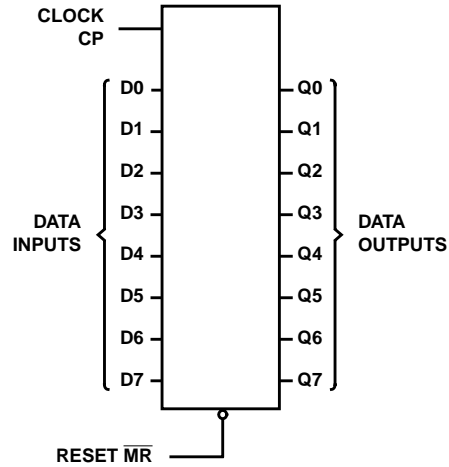 CLOCK
CP
D0
D1
D2
D3
D4
D5
D6
D7
DATA
INPUTS
Q0
Q1
Q2
Q3
Q4
Q5
Q6
Q7
DATA
OUTPUTS
RESET M̅R̅